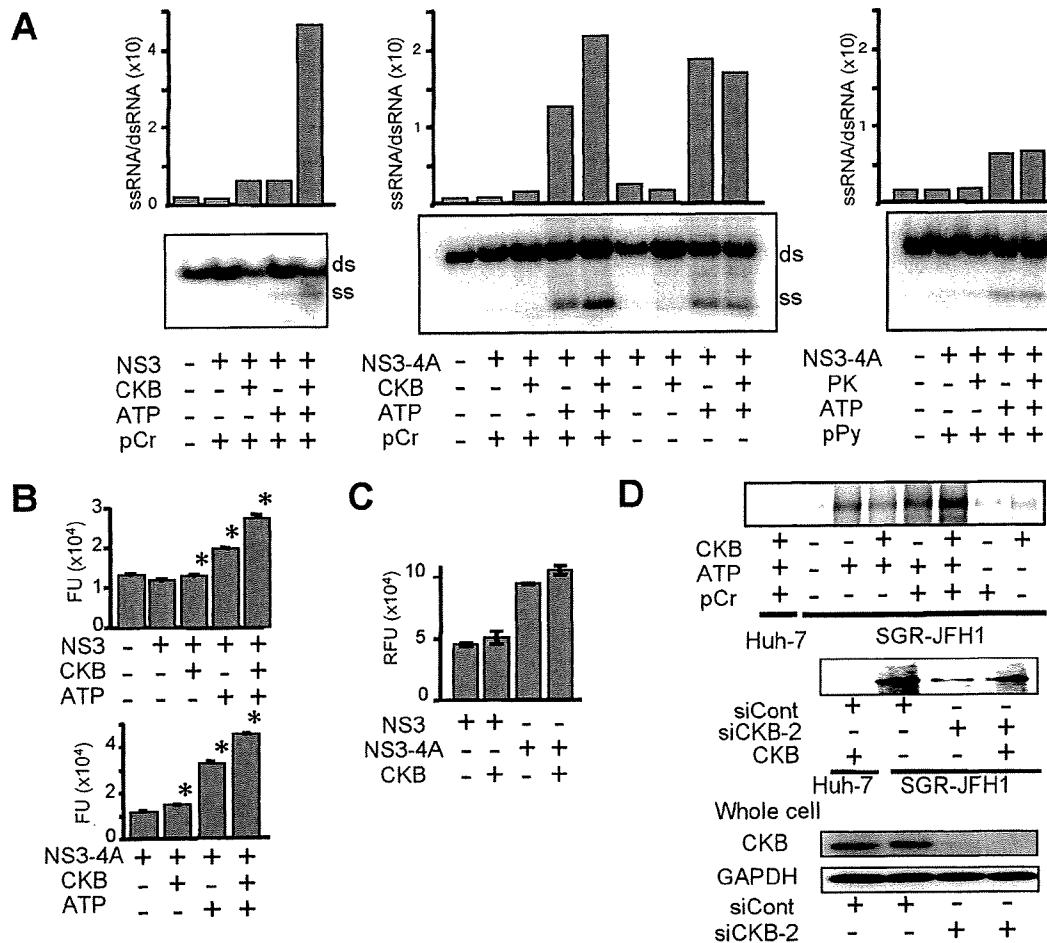 A
ssRNA/dsRNA (x10)
4
2
0
ds
ss
NS3 - + + + +
CKB - - + - +
ATP - - - + +
pCr - + + + +
ssRNA/dsRNA (x10)
2
1
ds
ss
NS3-4A - + + + + + + + +
CKB - - + - + - + - +
ATP - - - + + - - + +
pCr - + + + + - - - -
ssRNA/dsRNA (x10)
2
1
0
NS3-4A - + + + +
PK - - + - +
ATP - - - + +
pPy - + + + +
B
FU (x10⁴)
3
2
1
0
* * *
NS3 - + + + +
CKB - - + - +
ATP - - - + +
FU (x10⁴)
4
2
0
* * *
NS3-4A + + + +
CKB - + - +
ATP - - + +
C
RFU (x10⁴)
10
5
0
NS3 + + - -
NS3-4A - - + +
CKB - + - +
D
CKB + - - + - + - +
ATP + - + + + + - -
pCr + - - - + + + -
Huh-7 SGR-JFH1
siCont + + - -
siCKB-2 - - + +
CKB + - - +
Huh-7 SGR-JFH1
Whole cell
CKB
GAPDH
siCont + + - -
siCKB-2 - - + +